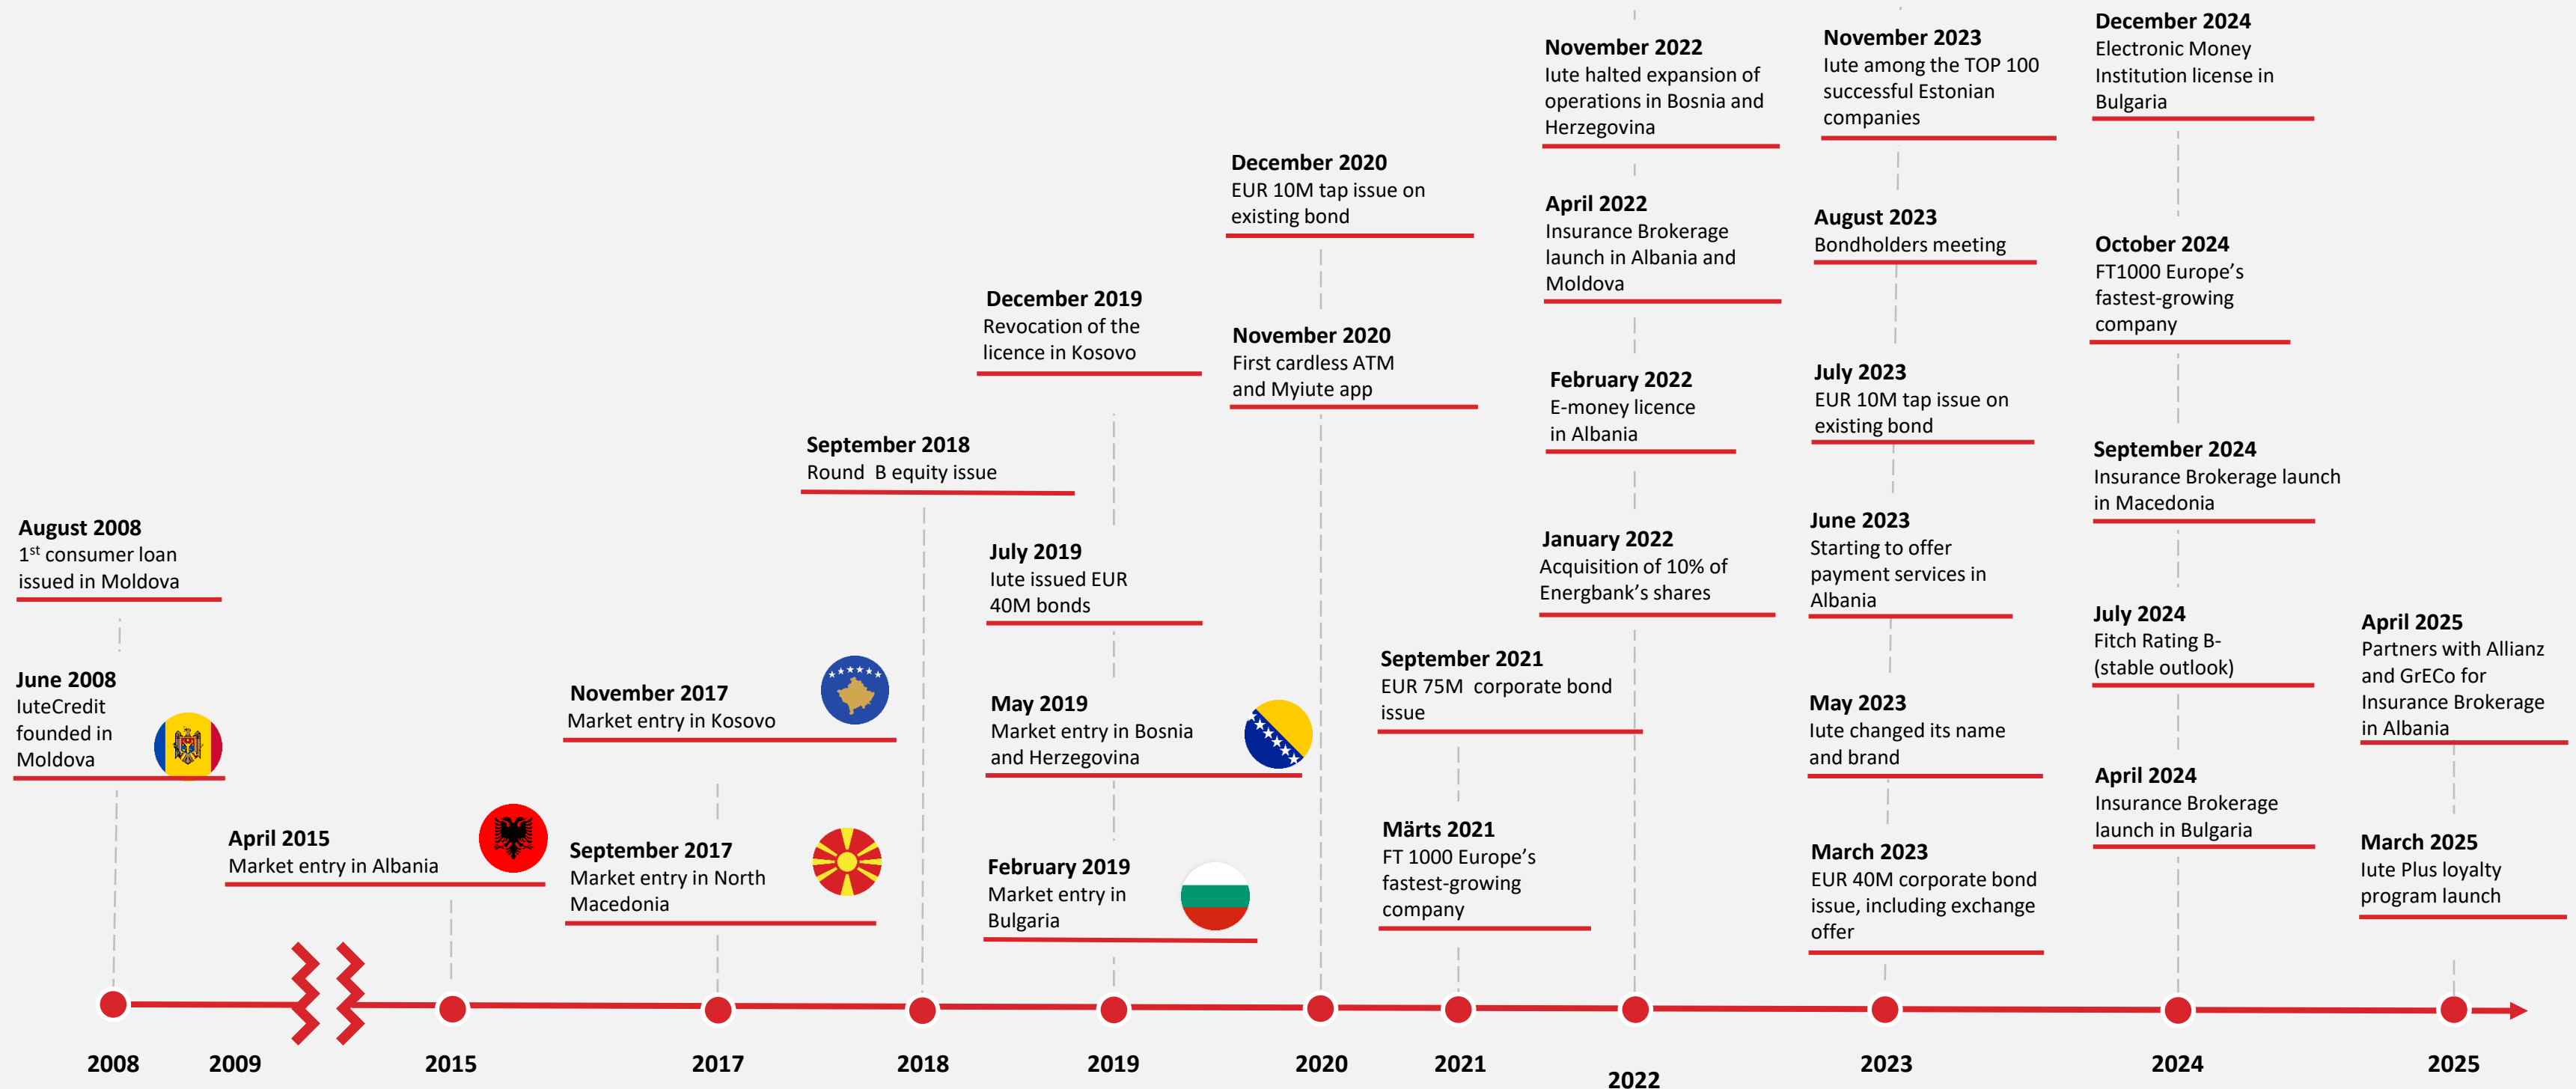 August 2008
1st consumer loan
issued in Moldova
June 2008
IuteCredit
founded in
Moldova
April 2015
Market entry in Albania
November 2017
Market entry in Kosovo
September 2017
Market entry in North
Macedonia
September 2018
Round B equity issue
December 2019
Revocation of the
licence in Kosovo
July 2019
Iute issued EUR
40M bonds
May 2019
Market entry in Bosnia
and Herzegovina
February 2019
Market entry in
Bulgaria
December 2020
EUR 10M tap issue on
existing bond
November 2020
First cardless ATM
and Myiute app
September 2021
EUR 75M corporate bond
issue
Märts 2021
FT 1000 Europe’s
fastest-growing
company
November 2022
Iute halted expansion of
operations in Bosnia and
Herzegovina
April 2022
Insurance Brokerage
launch in Albania and
Moldova
February 2022
E-money licence
in Albania
January 2022
Acquisition of 10% of
Energbank’s shares
November 2023
Iute among the TOP 100
successful Estonian
companies
August 2023
Bondholders meeting
July 2023
EUR 10M tap issue on
existing bond
June 2023
Starting to offer
payment services in
Albania
May 2023
Iute changed its name
and brand
March 2023
EUR 40M corporate bond
issue, including exchange
offer
December 2024
Electronic Money
Institution license in
Bulgaria
October 2024
FT1000 Europe’s
fastest-growing
company
September 2024
Insurance Brokerage launch
in Macedonia
July 2024
Fitch Rating B-
(stable outlook)
April 2024
Insurance Brokerage
launch in Bulgaria
April 2025
Partners with Allianz
and GrECo for
Insurance Brokerage
in Albania
March 2025
Iute Plus loyalty
program launch
2008
2009
2015
2017
2018
2019
2020
2021
2022
2023
2024
2025